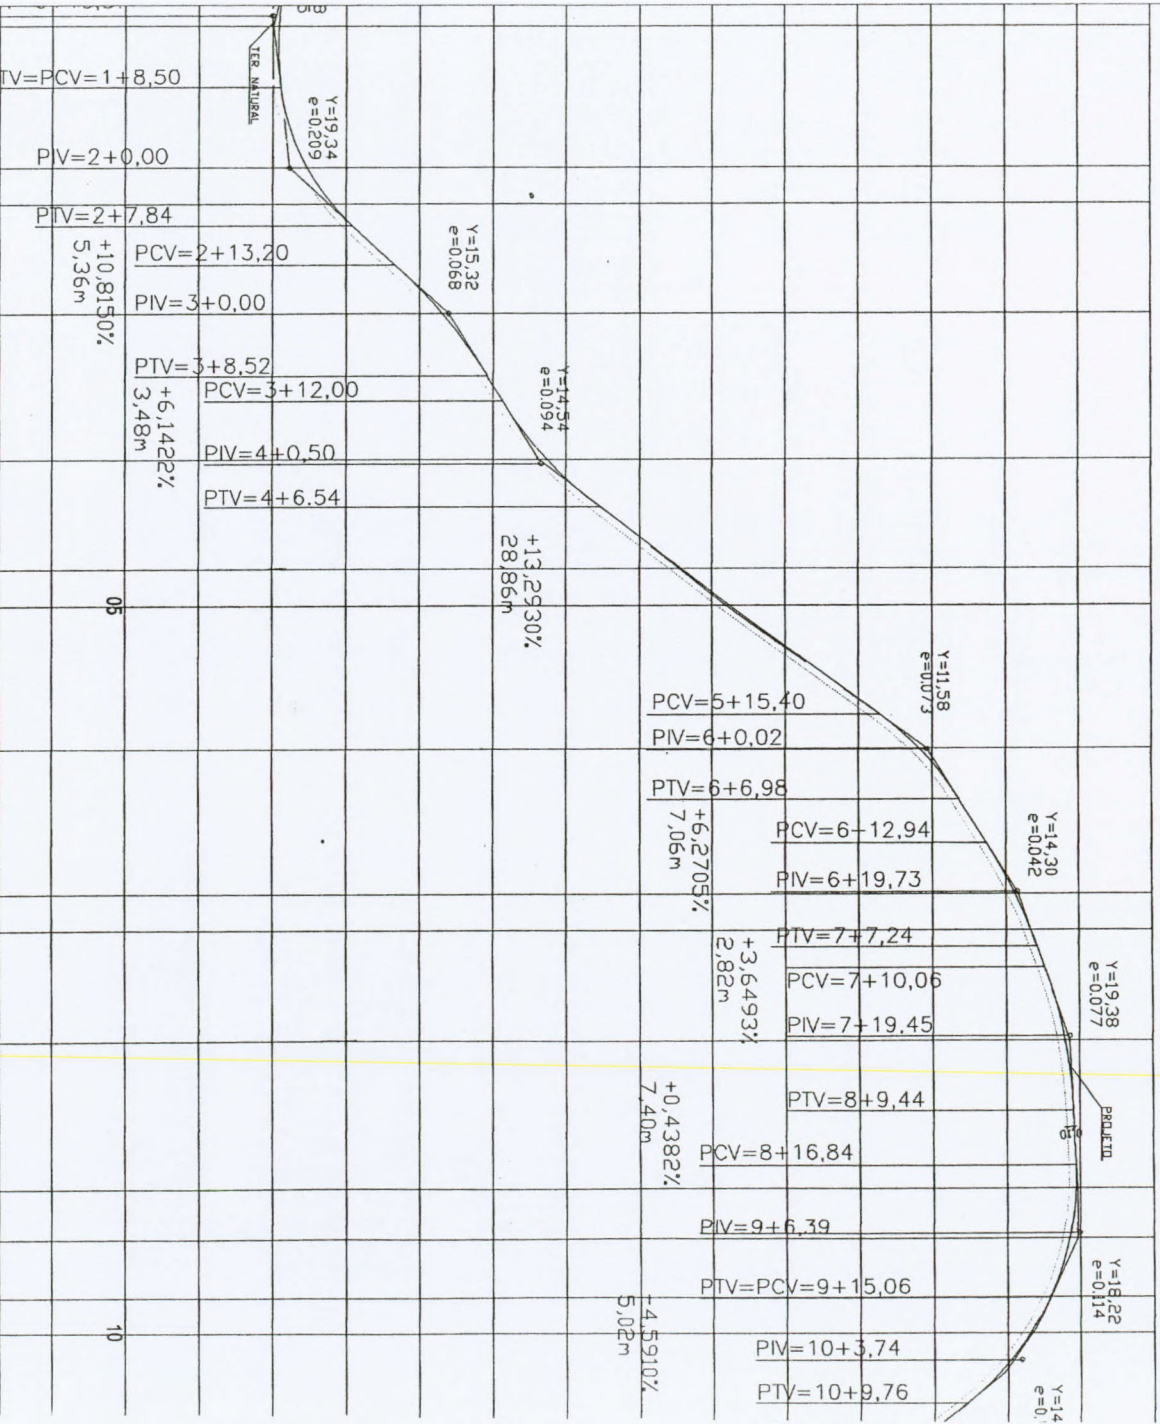 TV=PCV=1+8,50
TER NATURAL
Y=19,34
e=0.209
PIV=2+0,00
PTV=2+7,84
+10,8150%
5,36m
PCV=2+13,20
Y=15,32
e=0.068
PIV=3+0,00
PTV=3+8,52
PCV=3+12,00
+6,1422%
3,48m
Y=14,54
e=0.094
PIV=4+0,50
PTV=4+6.54
+13,2930%
28,86m
05
Y=11,58
e=0.073
PCV=5+15,40
PIV=6+0,02
PTV=6+6,98
+6,2705%
7,06m
PCV=6-12,94
Y=14,30
e=0.042
PIV=6+19,73
PTV=7+7,24
+3,6493%
2,82m
PCV=7+10,06
Y=19,38
e=0.077
PIV=7+19,45
PTV=8+9,44
PROJETO
+0,4382%
7,40m
PCV=8+16,84
PIV=9+6,39
Y=18,22
e=0.114
PTV=PCV=9+15,06
-4,5910%
5,02m
10
PIV=10+3,74
PTV=10+9,76
Y=14
e=0.